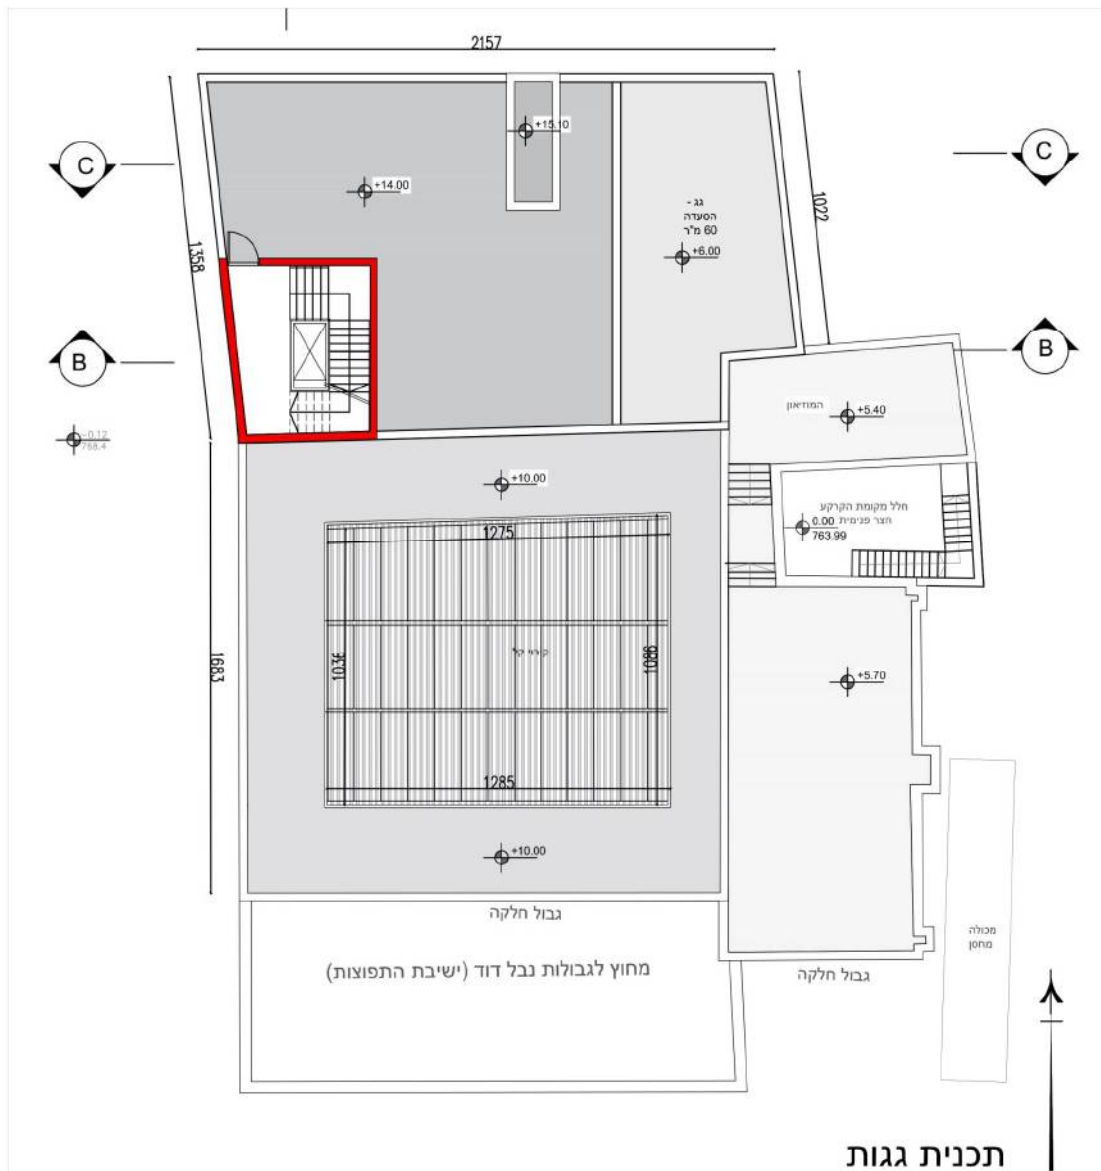 2157
C
C
+15.10
+14.00
גג -
הסעדה
60 מ"ר
+6.00
1022
1358
B
B
-0.12
768.4
המוזיאון
+5.40
+10.00
חלל מקומת הקרקע
חצר פנימית 0.00
763.99
1275
קירוי קל
1036
1086
1683
+5.70
1285
+10.00
גבול חלקה
מכולה
מחסן
מחוץ לגבולות נבל דוד (ישיבת התפוצות)
גבול חלקה
תכנית גגות